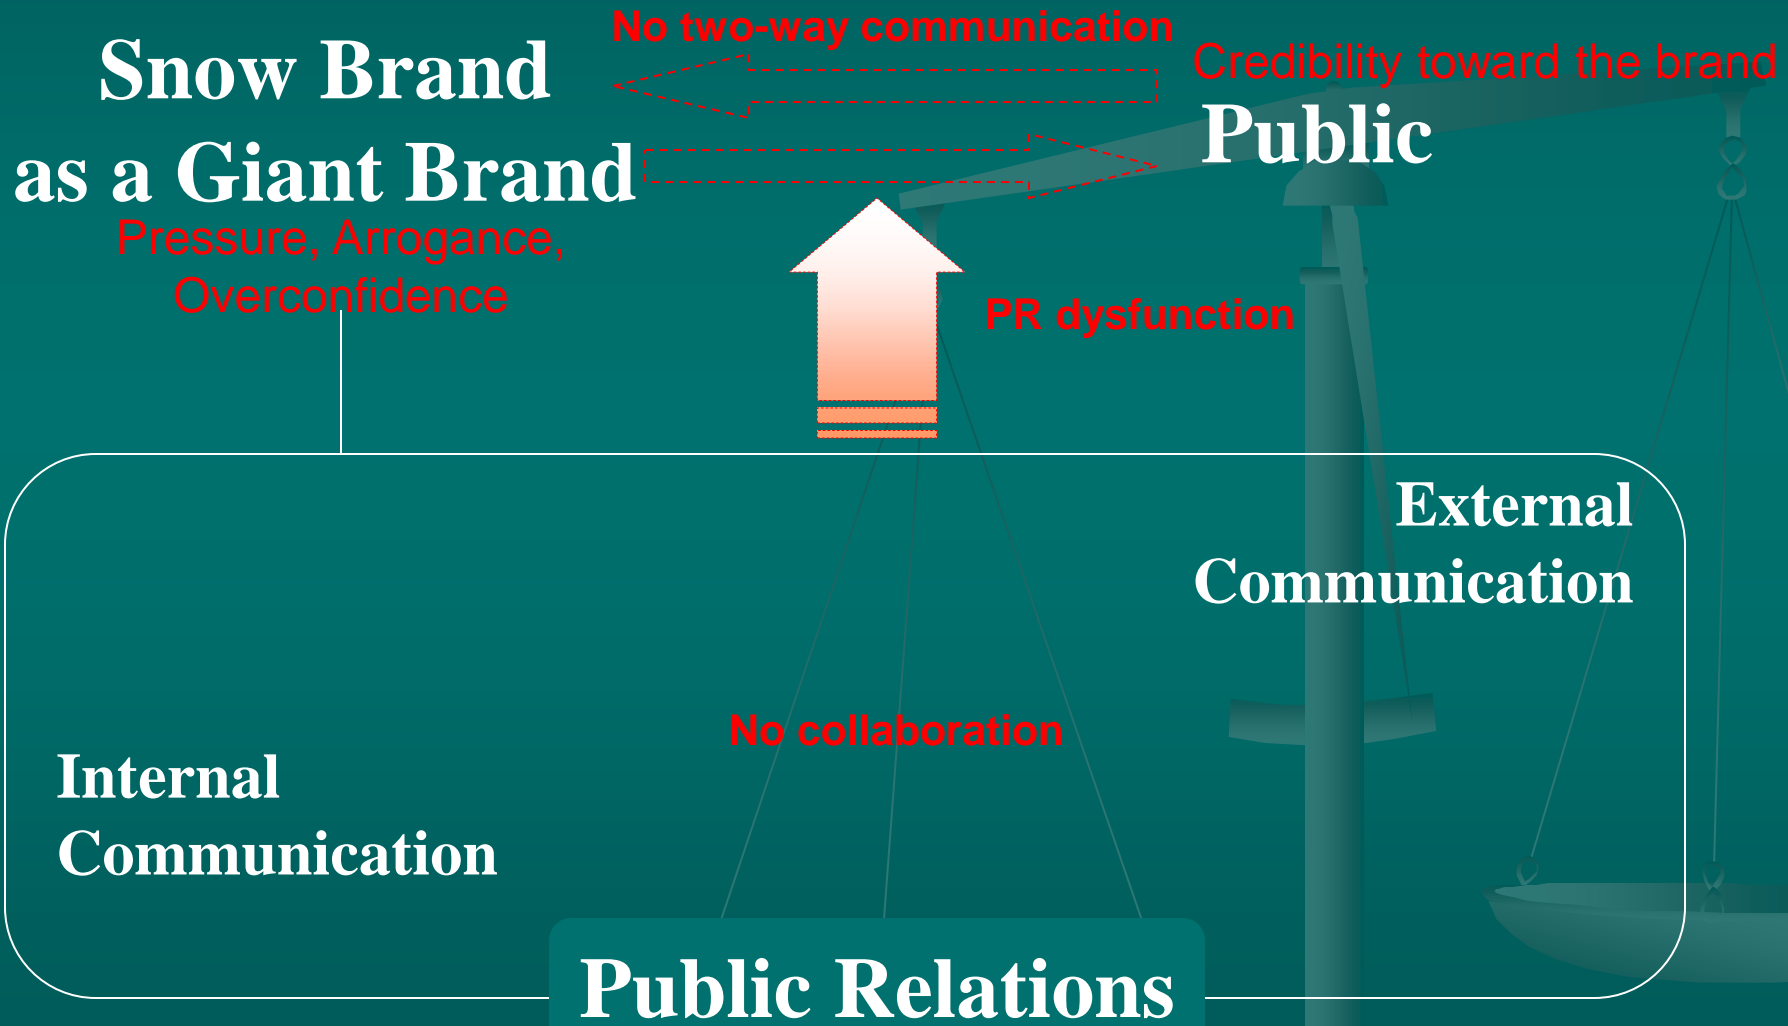 No two-way communication
Snow Brand
as a Giant Brand
Pressure, Arrogance,
Overconfidence
Credibility toward the brand
Public
PR dysfunction
External
Communication
No collaboration
Internal
Communication
Public Relations